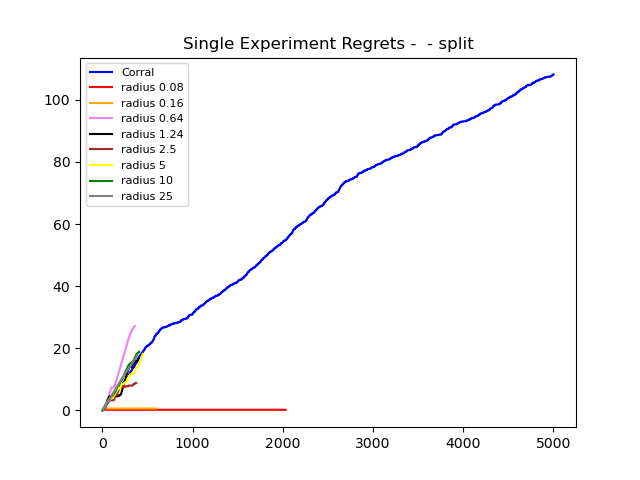 Single Experiment Regrets -  - split
Corral
radius 0.08
radius 0.16
radius 0.64
radius 1.24
radius 2.5
radius 5
radius 10
radius 25
100
80
60
40
20
0
0 1000 2000 3000 4000 5000